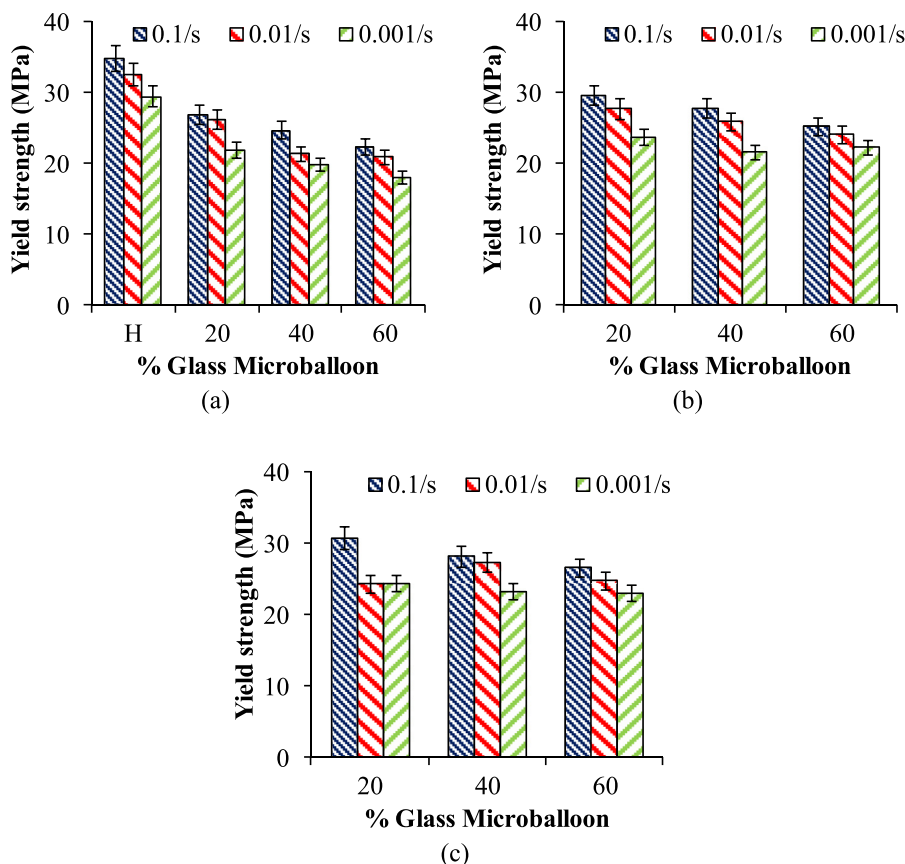 Yield strength (MPa)
40
30
20
10
0
0.1/s 0.01/s 0.001/s
H 20 40 60
% Glass Microballoon
(a)
Yield strength (MPa)
40
30
20
10
0
0.1/s 0.01/s 0.001/s
20 40 60
% Glass Microballoon
(b)
Yield strength (MPa)
40
30
20
10
0
0.1/s 0.01/s 0.001/s
20 40 60
% Glass Microballoon
(c)